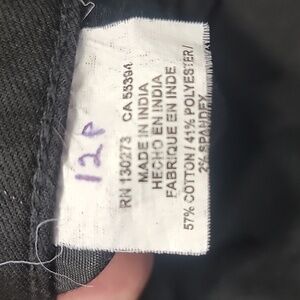 12P
RN 130273 CA 55394
MADE IN INDIA
HECHO EN INDIA
FABRIQUE EN INDE
57% COTTON / 41% POLYESTER /
2% SPANDEX